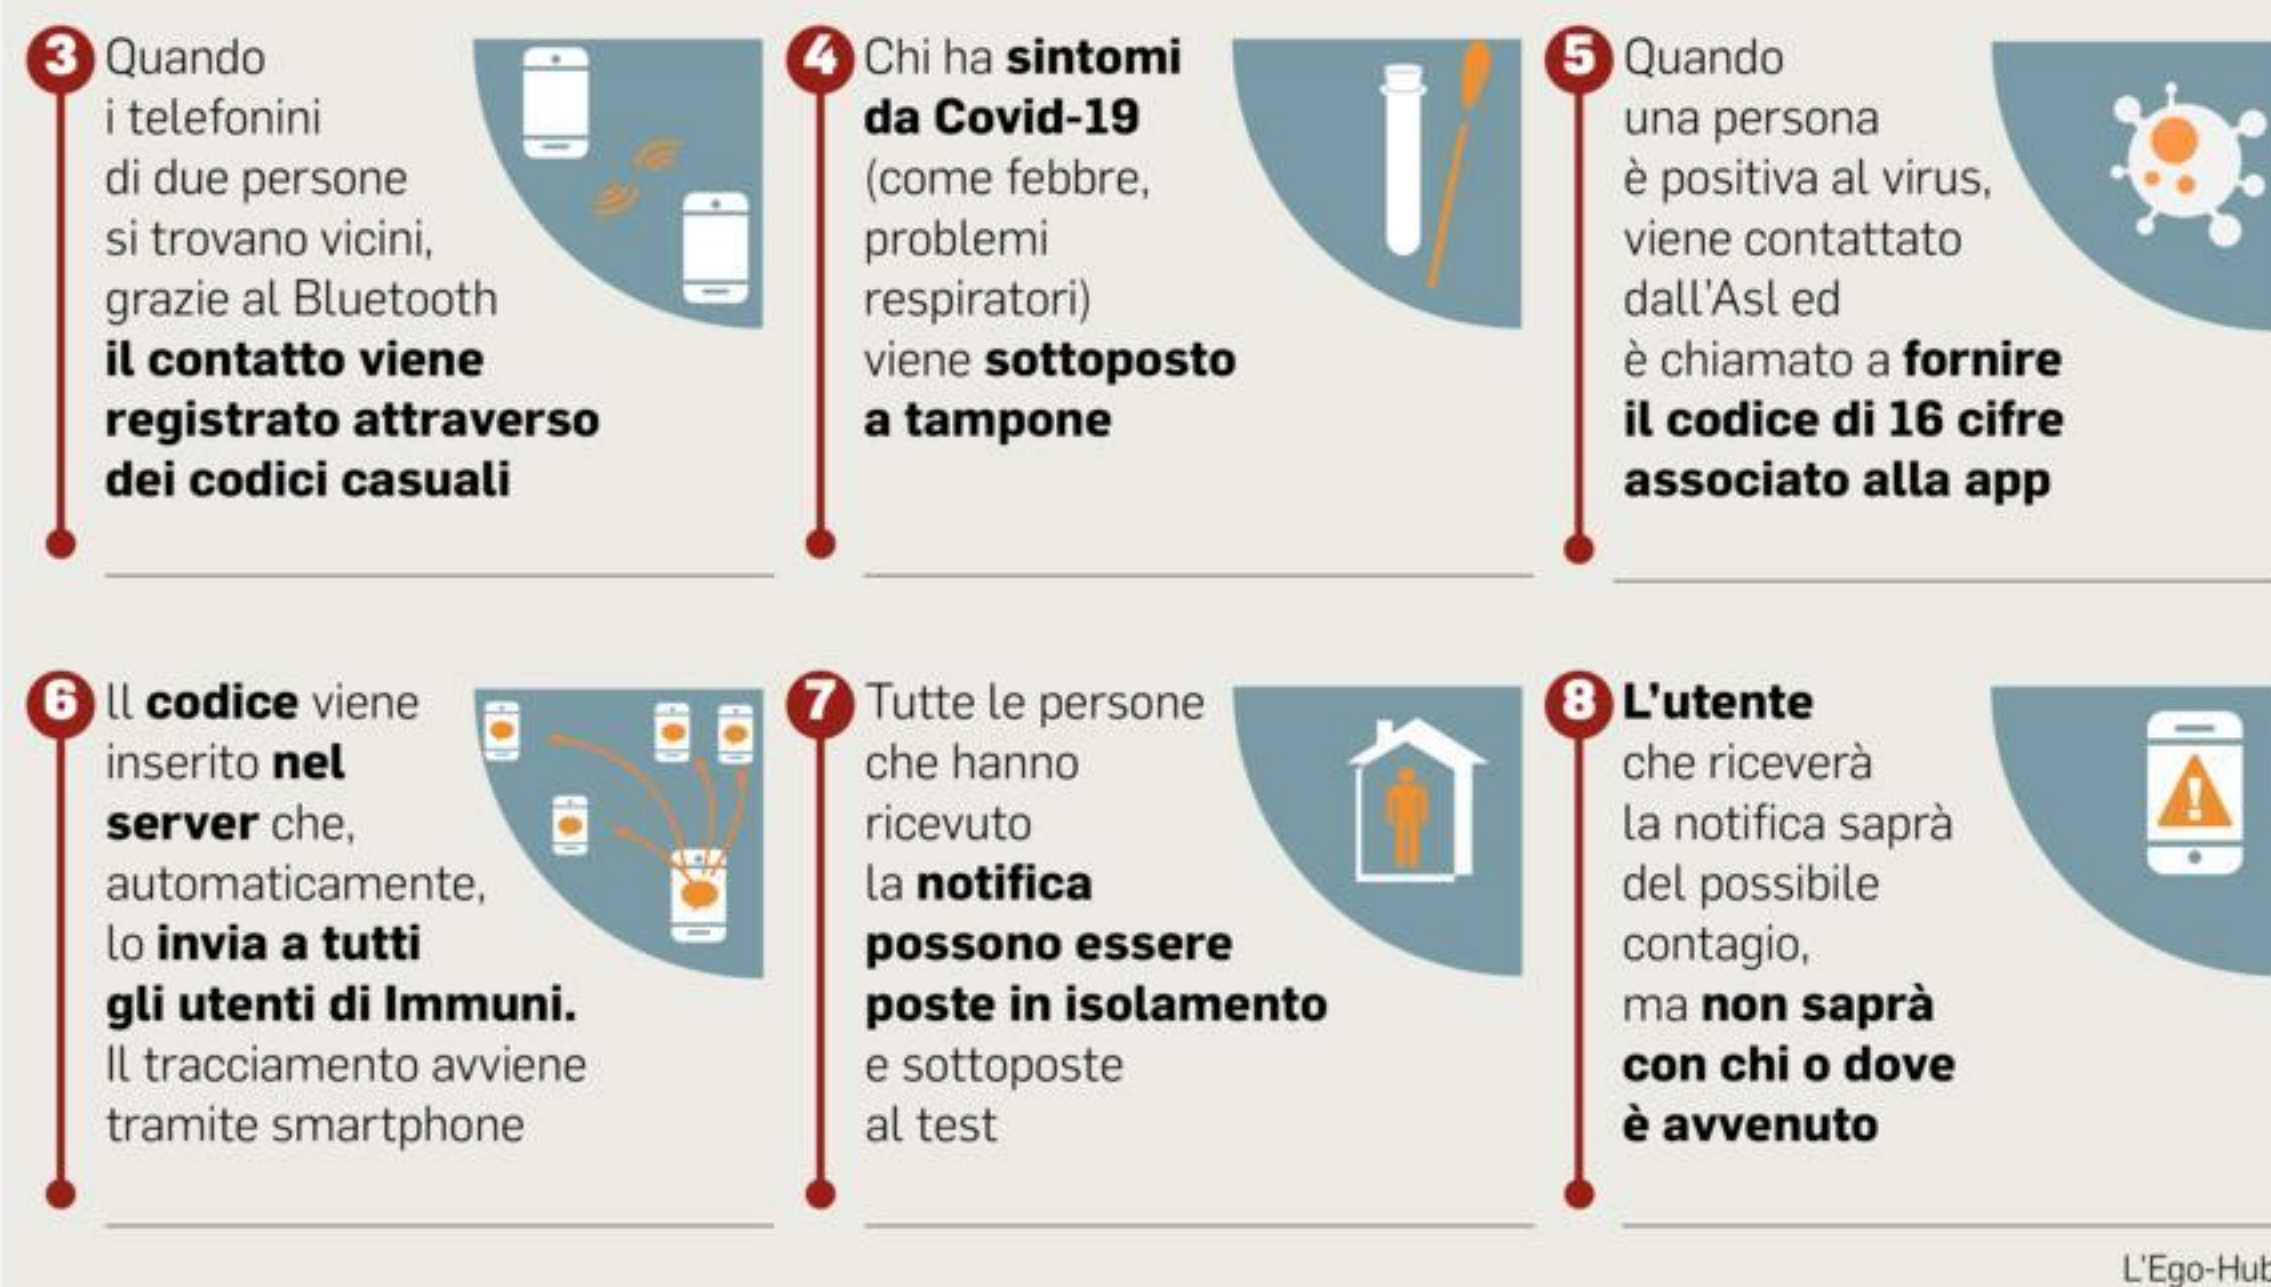 3 Quando
i telefonini
di due persone
si trovano vicini,
grazie al Bluetooth
il contatto viene
registrato attraverso
dei codici casuali
4 Chi ha sintomi
da Covid-19
(come febbre,
problemi
respiratori)
viene sottoposto
a tampone
5 Quando
una persona
è positiva al virus,
viene contattato
dall'Asl ed
è chiamato a fornire
il codice di 16 cifre
associato alla app
6 Il codice viene
inserito nel
server che,
automaticamente,
lo invia a tutti
gli utenti di Immuni.
Il tracciamento avviene
tramite smartphone
7 Tutte le persone
che hanno
ricevuto
la notifica
possono essere
poste in isolamento
e sottoposte
al test
8 L'utente
che riceverà
la notifica saprà
del possibile
contagio,
ma non saprà
con chi o dove
è avvenuto
L'Ego-Hub